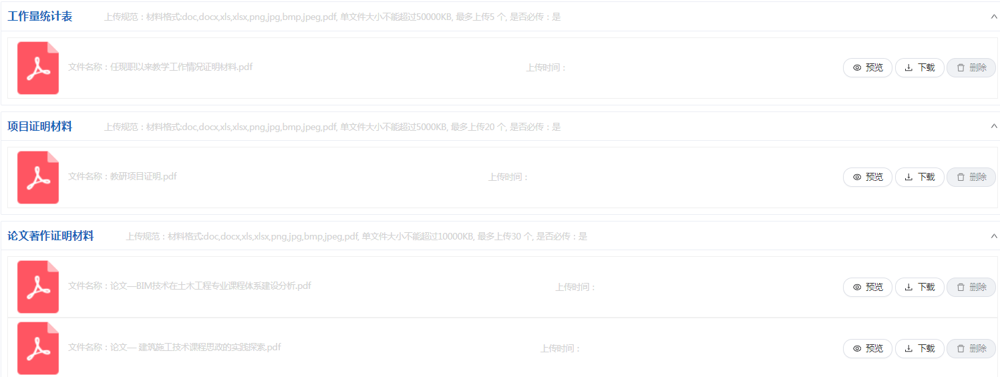 工作量统计表 上传规范：材料格式:doc,docx,xls,xlsx,png,jpg,bmp,jpeg,pdf, 单文件大小不能超过50000KB, 最多上传5 个, 是否必传：是
文件名称：任现职以来教学工作情况证明材料.pdf 上传时间： 预览 下载 删除
项目证明材料 上传规范：材料格式:doc,docx,xls,xlsx,png,jpg,bmp,jpeg,pdf, 单文件大小不能超过5000KB, 最多上传20 个, 是否必传：是
文件名称：教研项目证明.pdf 上传时间： 预览 下载 删除
论文著作证明材料 上传规范：材料格式:doc,docx,xls,xlsx,png,jpg,bmp,jpeg,pdf, 单文件大小不能超过10000KB, 最多上传30 个, 是否必传：是
文件名称：论文—BIM技术在土木工程专业课程体系建设分析.pdf 上传时间： 预览 下载 删除
文件名称：论文— 建筑施工技术课程思政的实践探索.pdf 上传时间： 预览 下载 删除